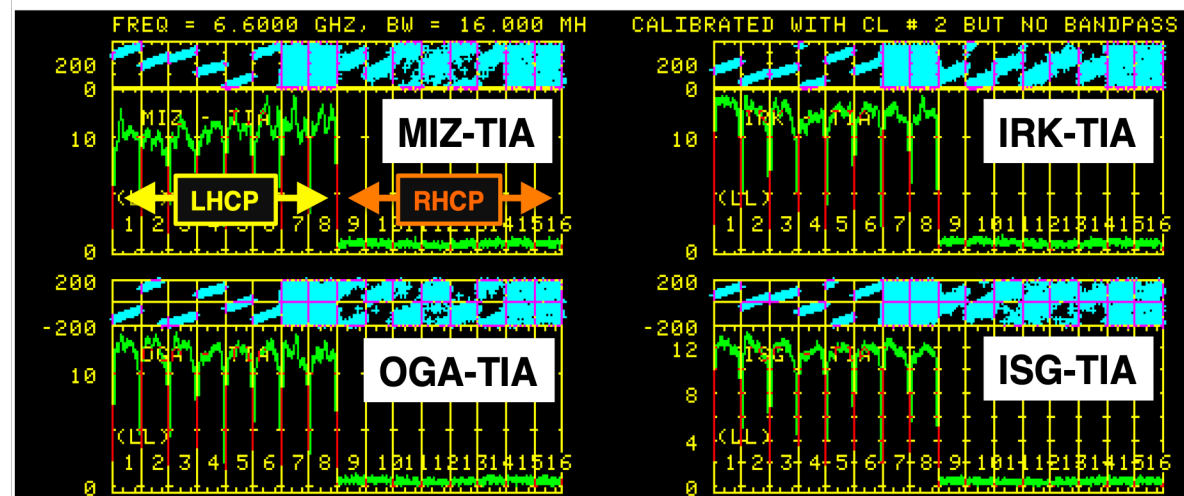 FREQ = 6.6000 GHZ, BW = 16.000 MH
CALIBRATED WITH CL # 2 BUT NO BANDPASS
200
0
MIZ - TIA
MIZ-TIA
10
LHCP
RHCP
1 2 3 4 5 6 7 8 9 10 11 12 13 14 15 16
0
200
0
IRK - TIA
IRK-TIA
10
(LL)
1 2 3 4 5 6 7 8 9 10 11 12 13 14 15 16
0
200
-200
OGA - TIA
OGA-TIA
10
(LL)
1 2 3 4 5 6 7 8 9 10 11 12 13 14 15 16
0
200
-200
12
ISG - TIA
ISG-TIA
8
4
(LL)
1 2 3 4 5 6 7 8 9 10 11 12 13 14 15 16
0